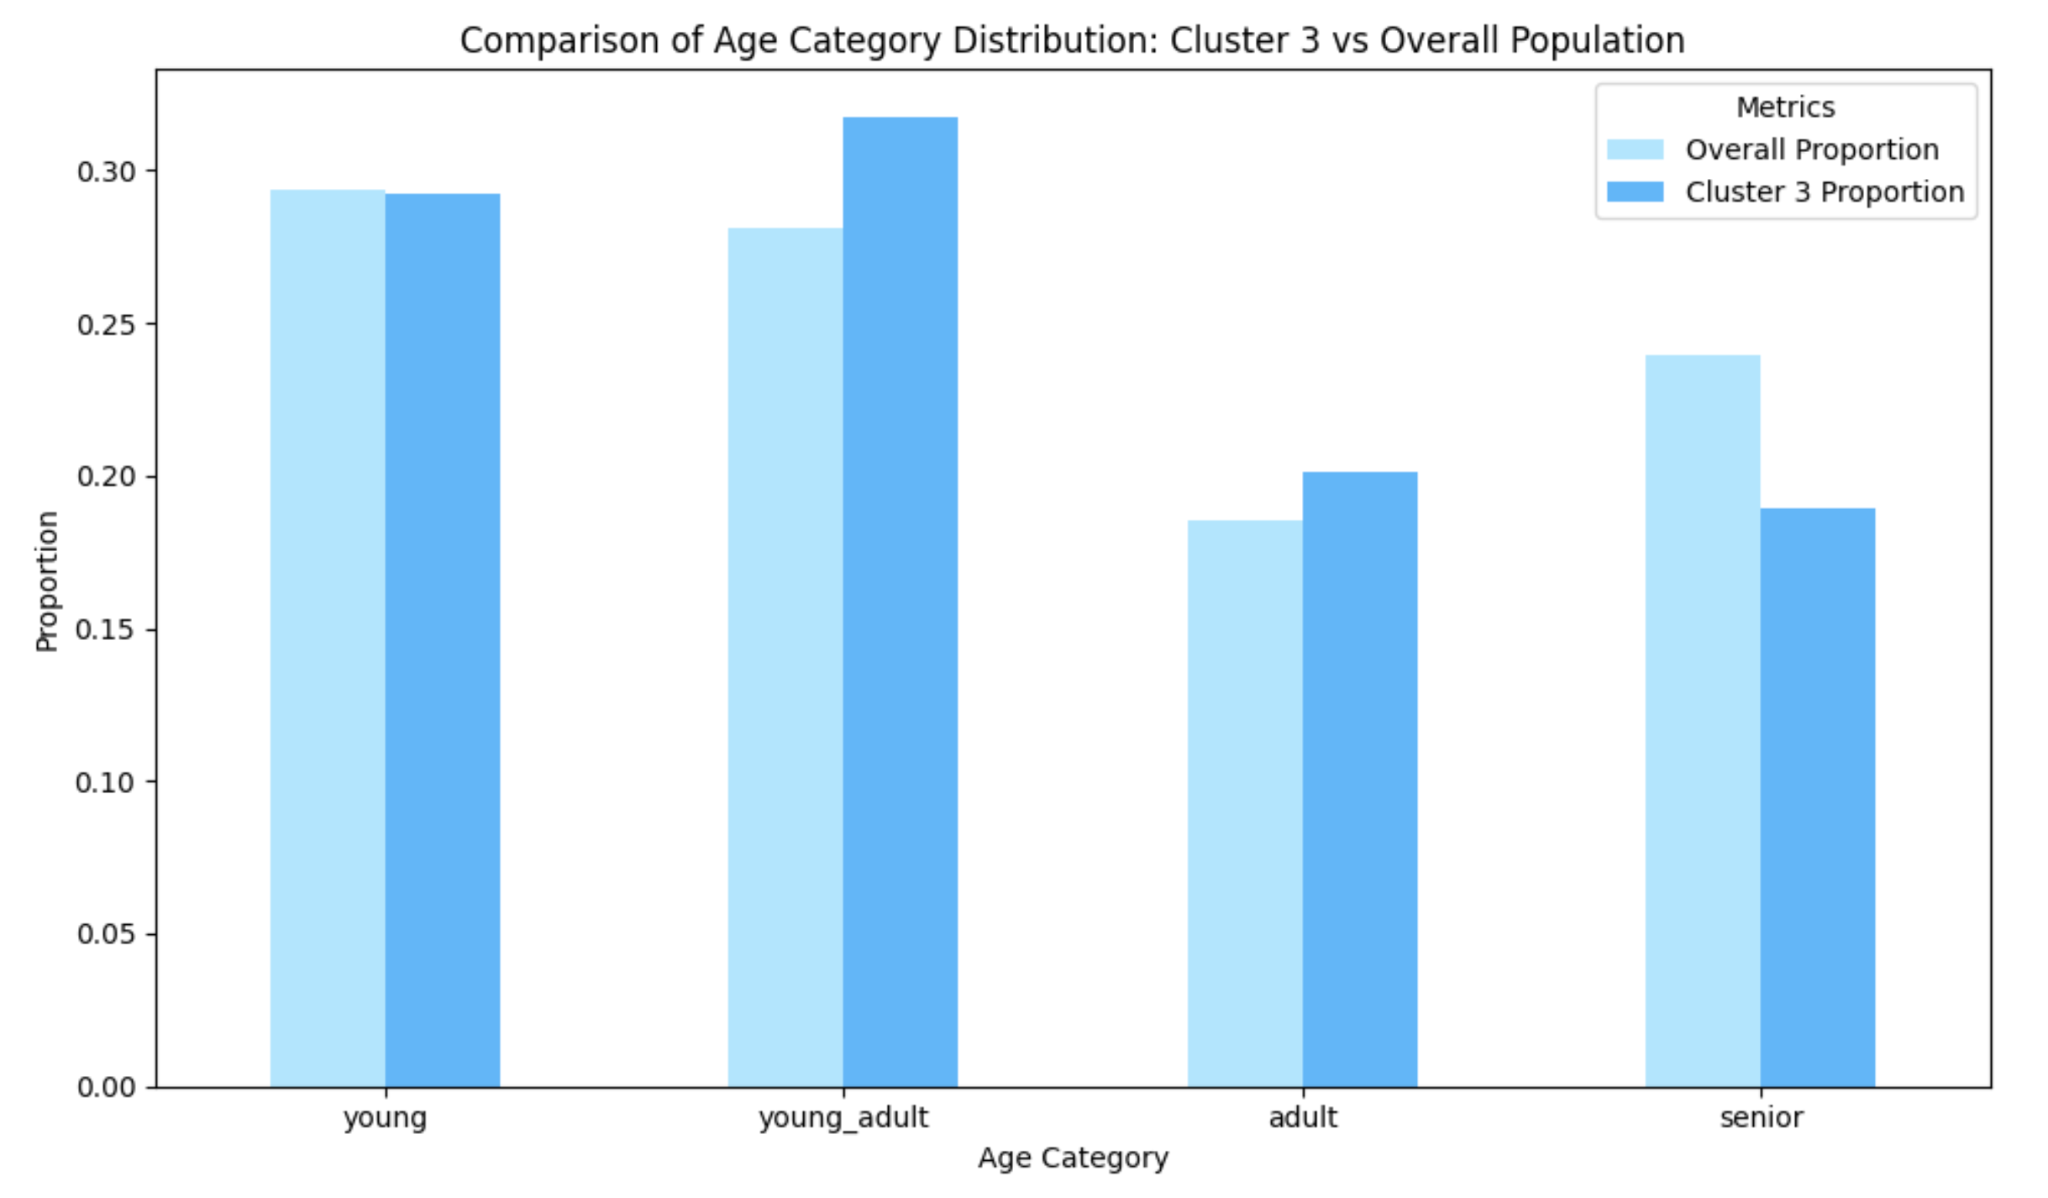 Comparison of Age Category Distribution: Cluster 3 vs Overall Population
Metrics
Overall Proportion
Cluster 3 Proportion
Proportion
0.30
0.25
0.20
0.15
0.10
0.05
0.00
young
young_adult
adult
senior
Age Category